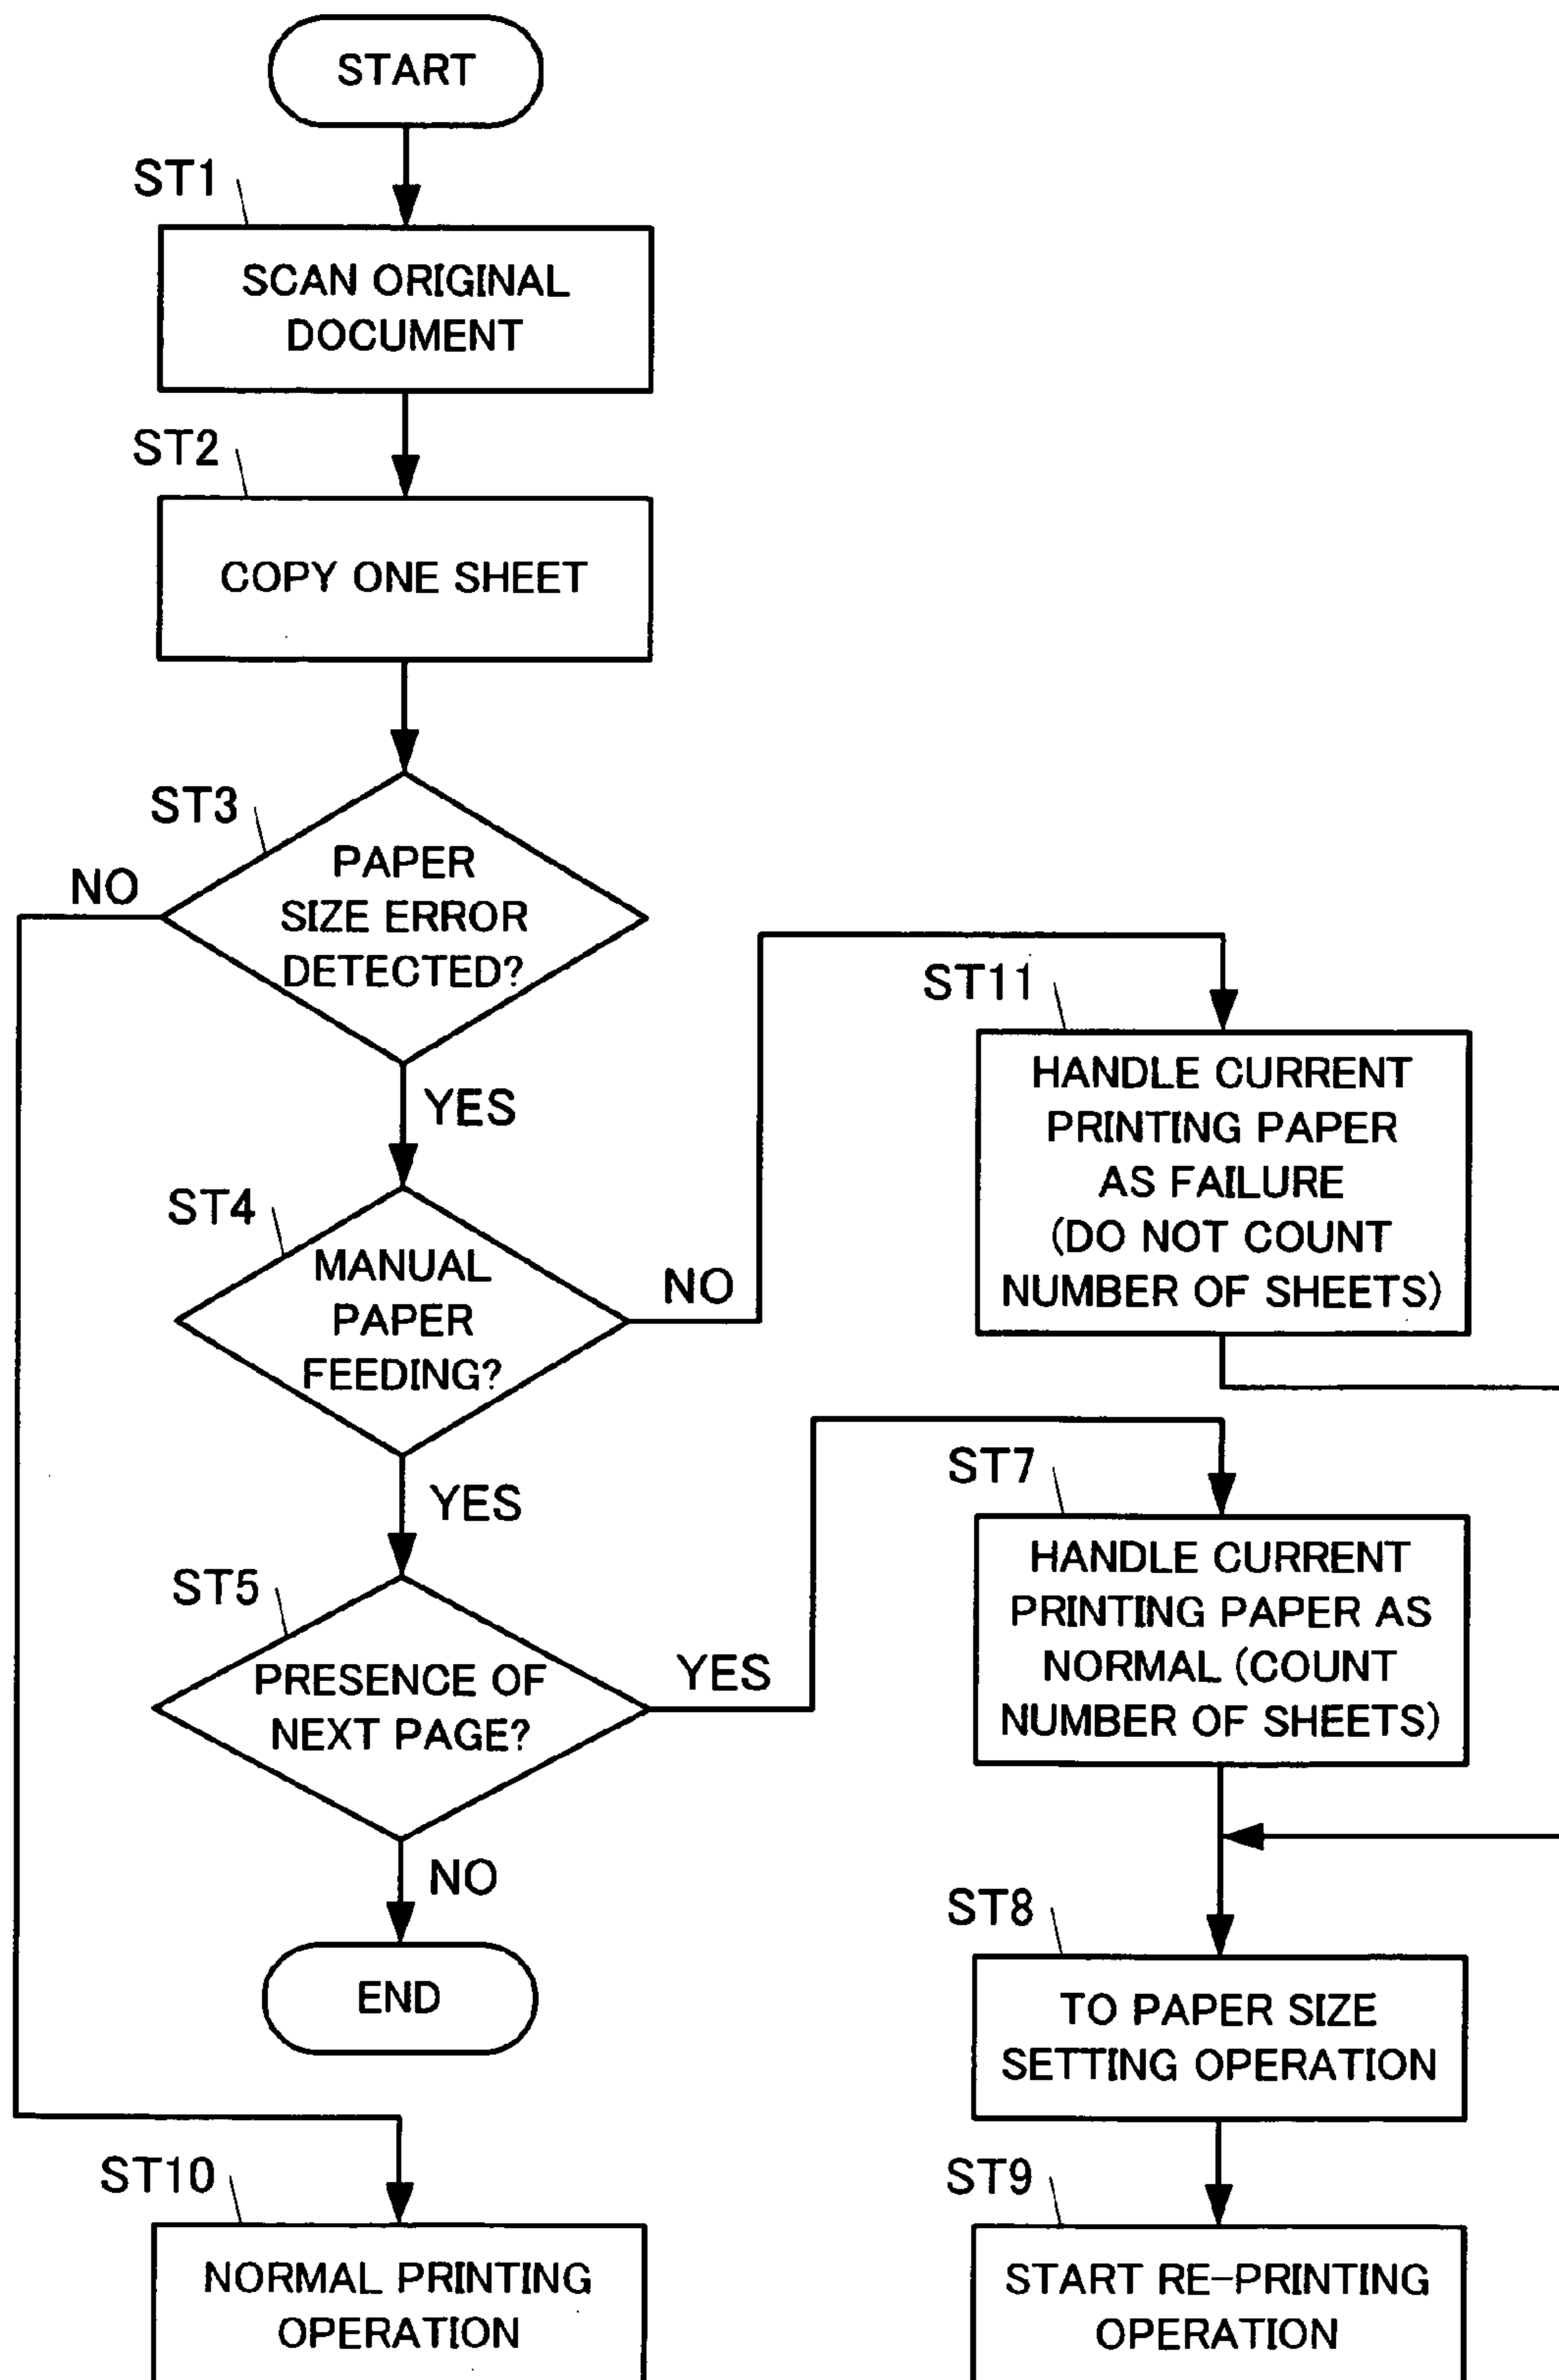 START
ST1
SCAN ORIGINAL
DOCUMENT
ST2
COPY ONE SHEET
ST3
PAPER
SIZE ERROR
DETECTED?
NO
YES
ST4
MANUAL
PAPER
FEEDING?
NO
YES
ST5
PRESENCE OF
NEXT PAGE?
YES
NO
END
ST10
NORMAL PRINTING
OPERATION
ST11
HANDLE CURRENT
PRINTING PAPER
AS FAILURE
(DO NOT COUNT
NUMBER OF SHEETS)
ST7
HANDLE CURRENT
PRINTING PAPER AS
NORMAL (COUNT
NUMBER OF SHEETS)
ST8
TO PAPER SIZE
SETTING OPERATION
ST9
START RE-PRINTING
OPERATION